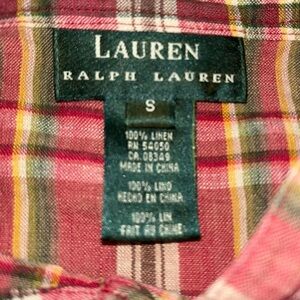 LAUREN
RALPH LAUREN
S
100% LINEN
RN 54050
CA 08349
MADE IN CHINA
100% LINO
HECHO EN CHINA
100% LIN
FAIT AU CHINE